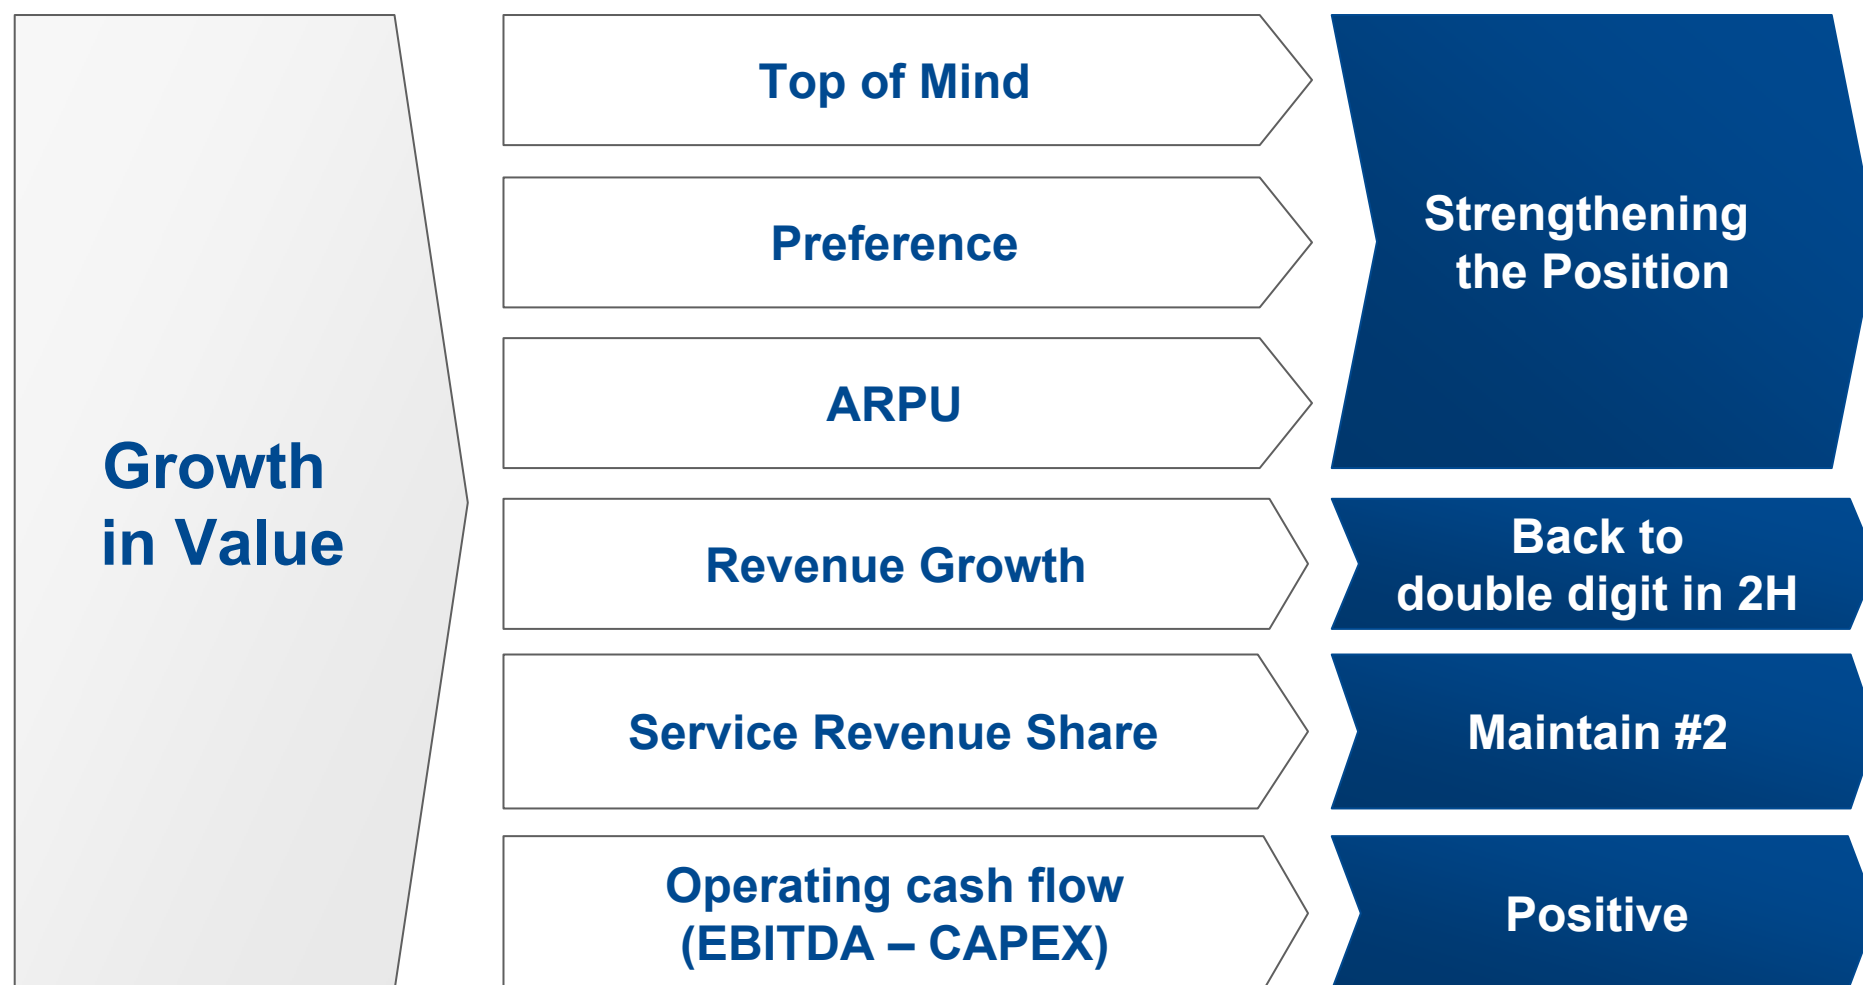 Growth
in Value
Top of Mind
Preference
ARPU
Strengthening
the Position
Revenue Growth
Back to
double digit in 2H
Service Revenue Share
Maintain #2
Operating cash flow
(EBITDA – CAPEX)
Positive